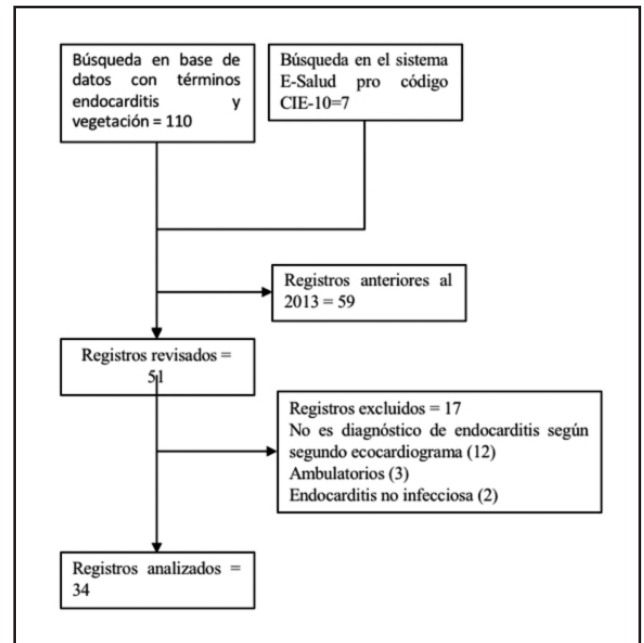 Búsqueda en base de
datos con términos
endocarditis y
vegetación = 110
Búsqueda en el sistema
E-Salud pro código
CIE-10=7
Registros anteriores al
2013 = 59
Registros revisados =
51
Registros excluidos = 17
No es diagnóstico de endocarditis según
segundo ecocardiograma (12)
Ambulatorios (3)
Endocarditis no infecciosa (2)
Registros analizados =
34